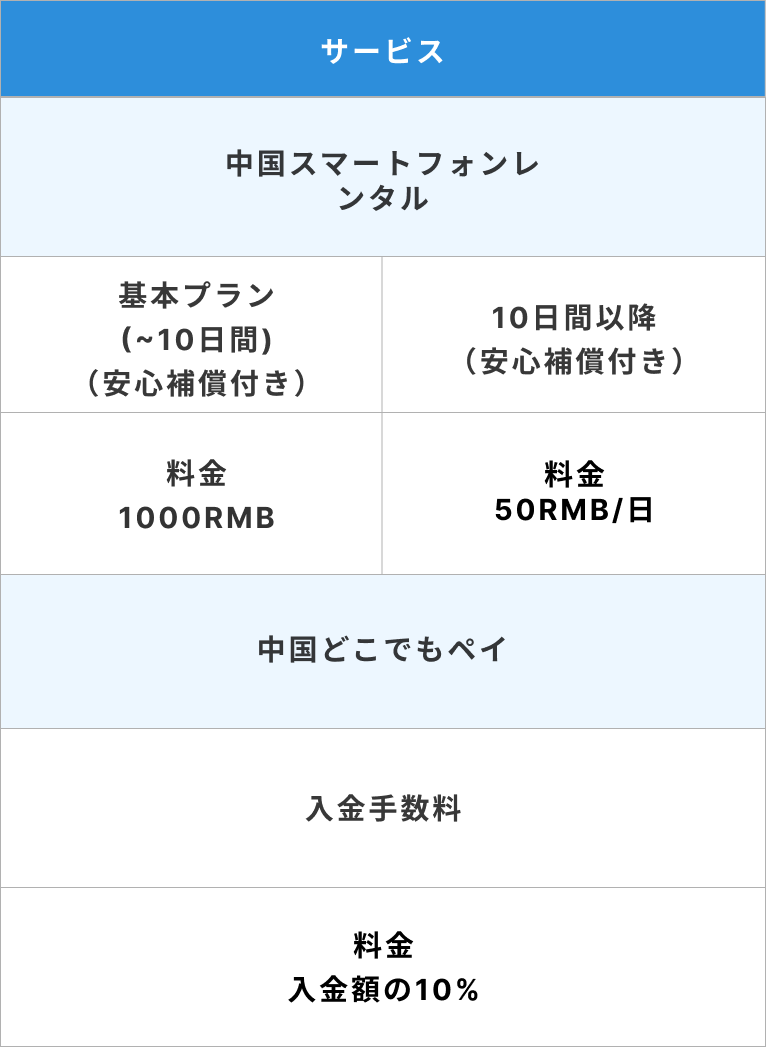 サービス
中国スマートフォンレ
ンタル
基本プラン
(~10日間)
（安心補償付き）
10日間以降
（安心補償付き）
料金
1000RMB
料金
50RMB/日
中国どこでもペイ
入金手数料
料金
入金額の10%